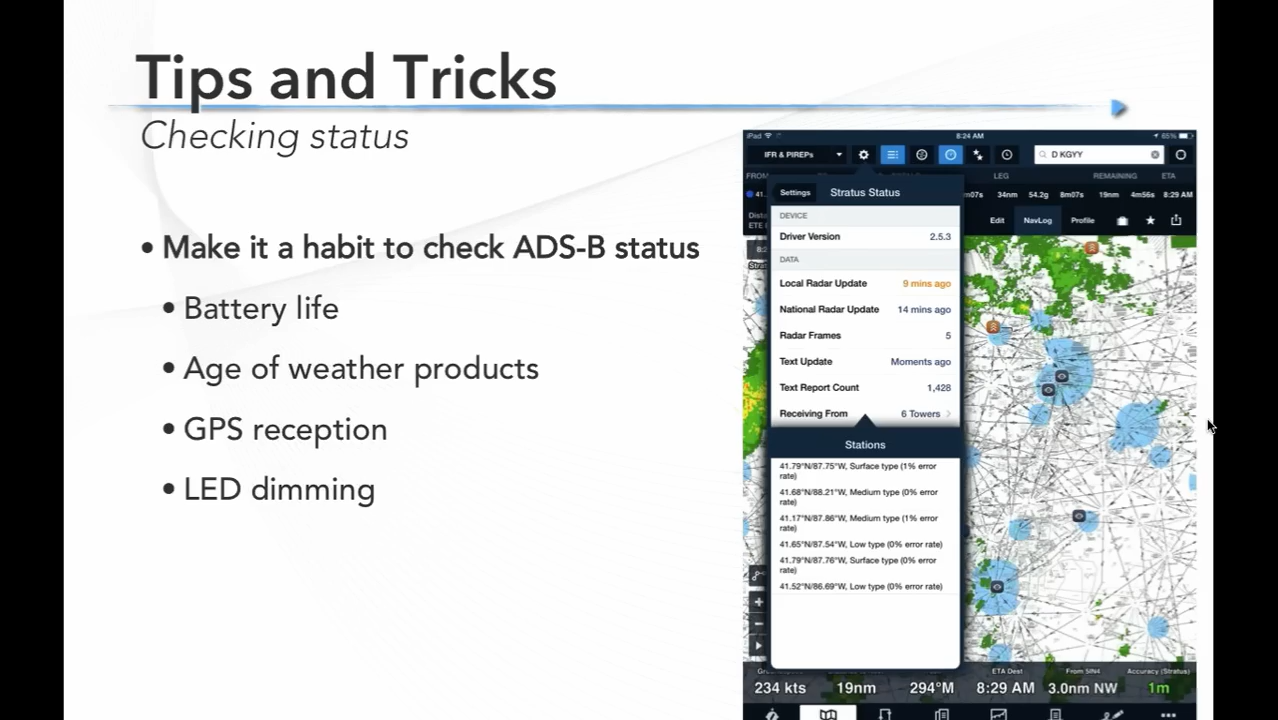 Tips and Tricks
Checking status
• Make it a habit to check ADS-B status
• Battery life
• Age of weather products
• GPS reception
• LED dimming
iPad 8:24 AM 65%
IFR & PIREPs D KGYY
FROM LEG REMAINING ETA
34nm 54.2g 8m07s 19nm 4m56s 8:29 AM
Edit NavLog Profile
Settings Stratus Status
DEVICE
Driver Version 2.5.3
DATA
Local Radar Update 9 mins ago
National Radar Update 14 mins ago
Radar Frames 5
Text Update Moments ago
Text Report Count 1,428
Receiving From 6 Towers
Stations
41.79°N/87.75°W, Surface type (1% error
rate)
41.68°N/88.21°W, Medium type (0% error
rate)
41.17°N/87.86°W, Medium type (1% error
rate)
41.65°N/87.54°W, Low type (0% error rate)
41.79°N/87.76°W, Surface type (0% error
rate)
41.52°N/86.69°W, Low type (0% error rate)
ETA Dest From SIN4 Accuracy (Stratus)
234 kts 19nm 294°M 8:29 AM 3.0nm NW 1m